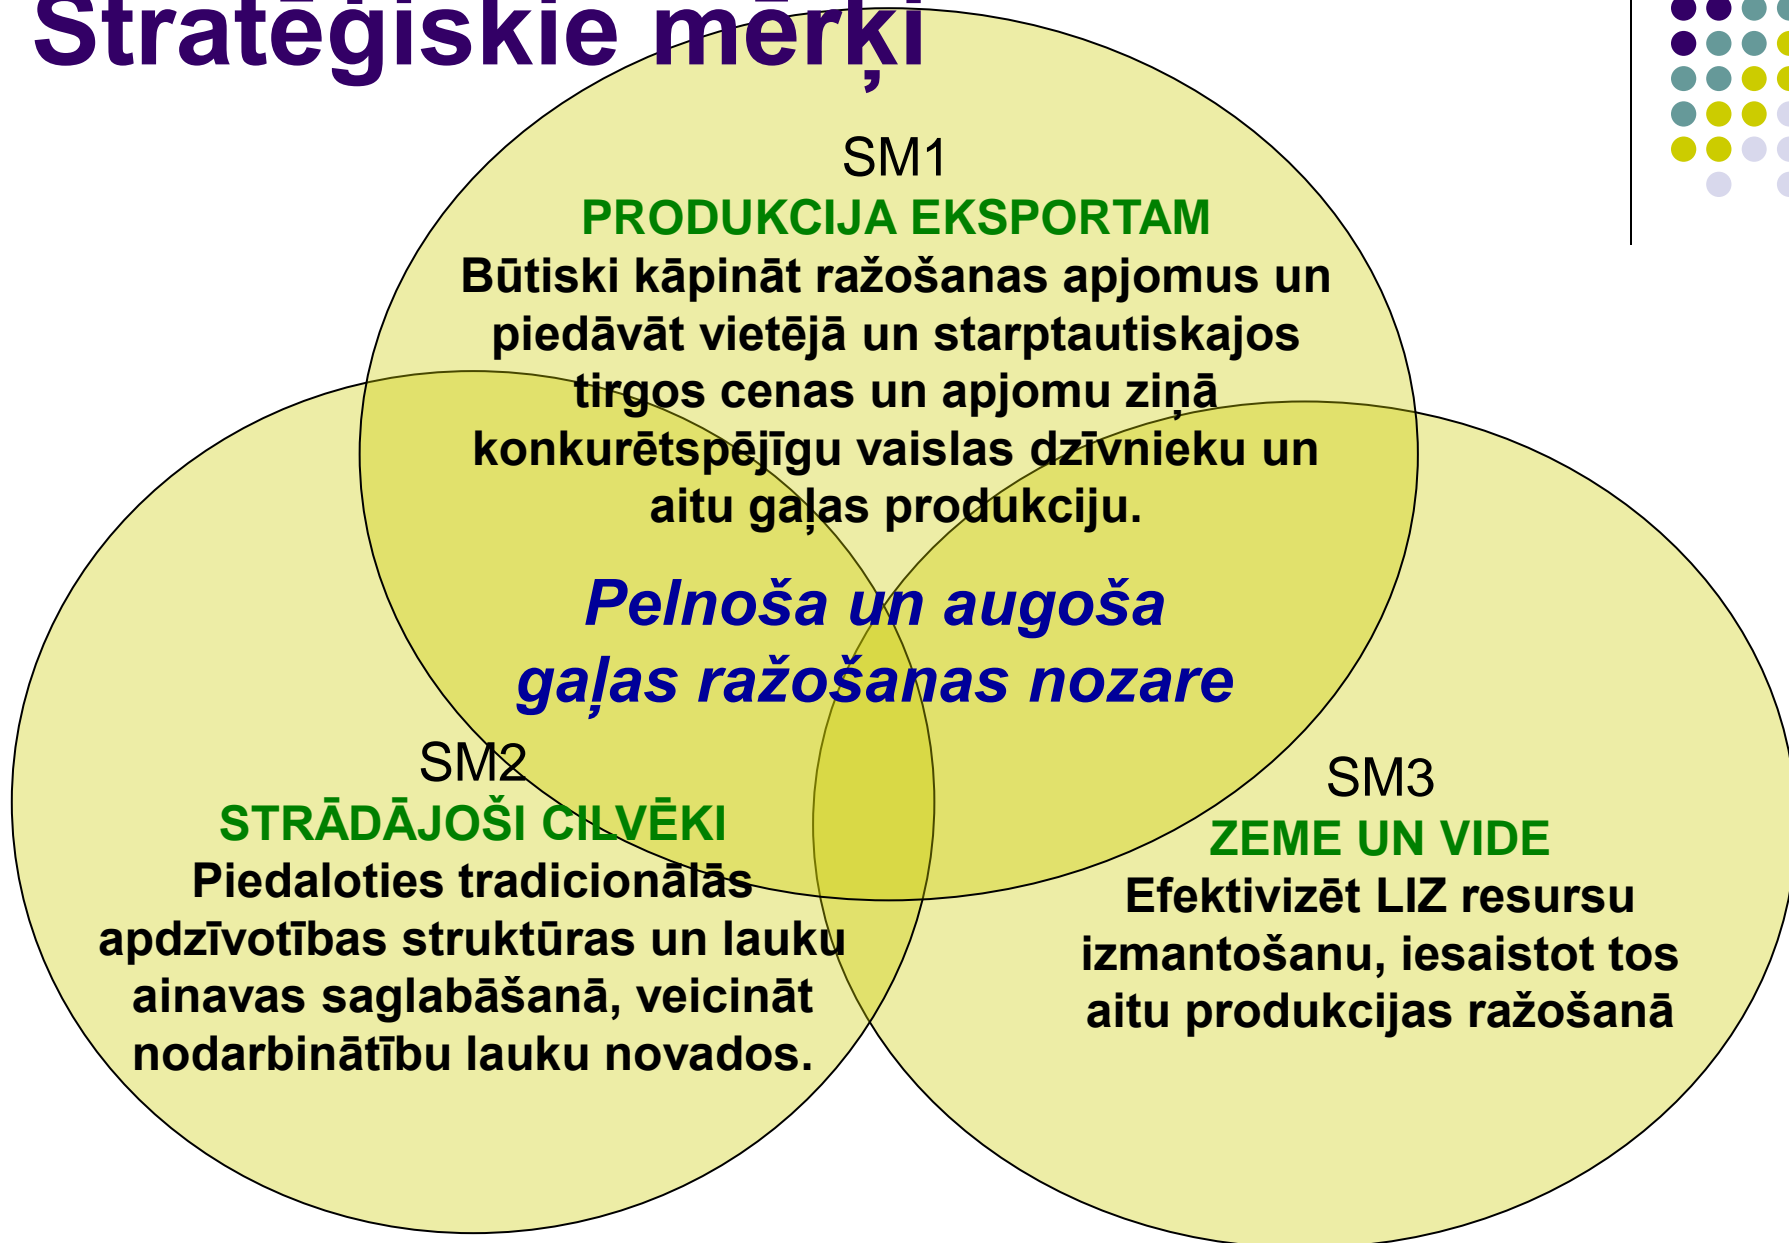 Stratēģiskie mērķi
SM1
PRODUKCIJA EKSPORTAM
Būtiski kāpināt ražošanas apjomus un
piedāvāt vietējā un starptautiskajos
tirgos cenas un apjomu ziņā
konkurētspējīgu vaislas dzīvnieku un
aitu gaļas produkciju.
Pelnoša un augoša
gaļas ražošanas nozare
SM2
STRĀDĀJOŠI CILVĒKI
Piedaloties tradicionālās
apdzīvotības struktūras un lauku
ainavas saglabāšanā, veicināt
nodarbinātību lauku novados.
SM3
ZEME UN VIDE
Efektivizēt LIZ resursu
izmantošanu, iesaistot tos
aitu produkcijas ražošanā